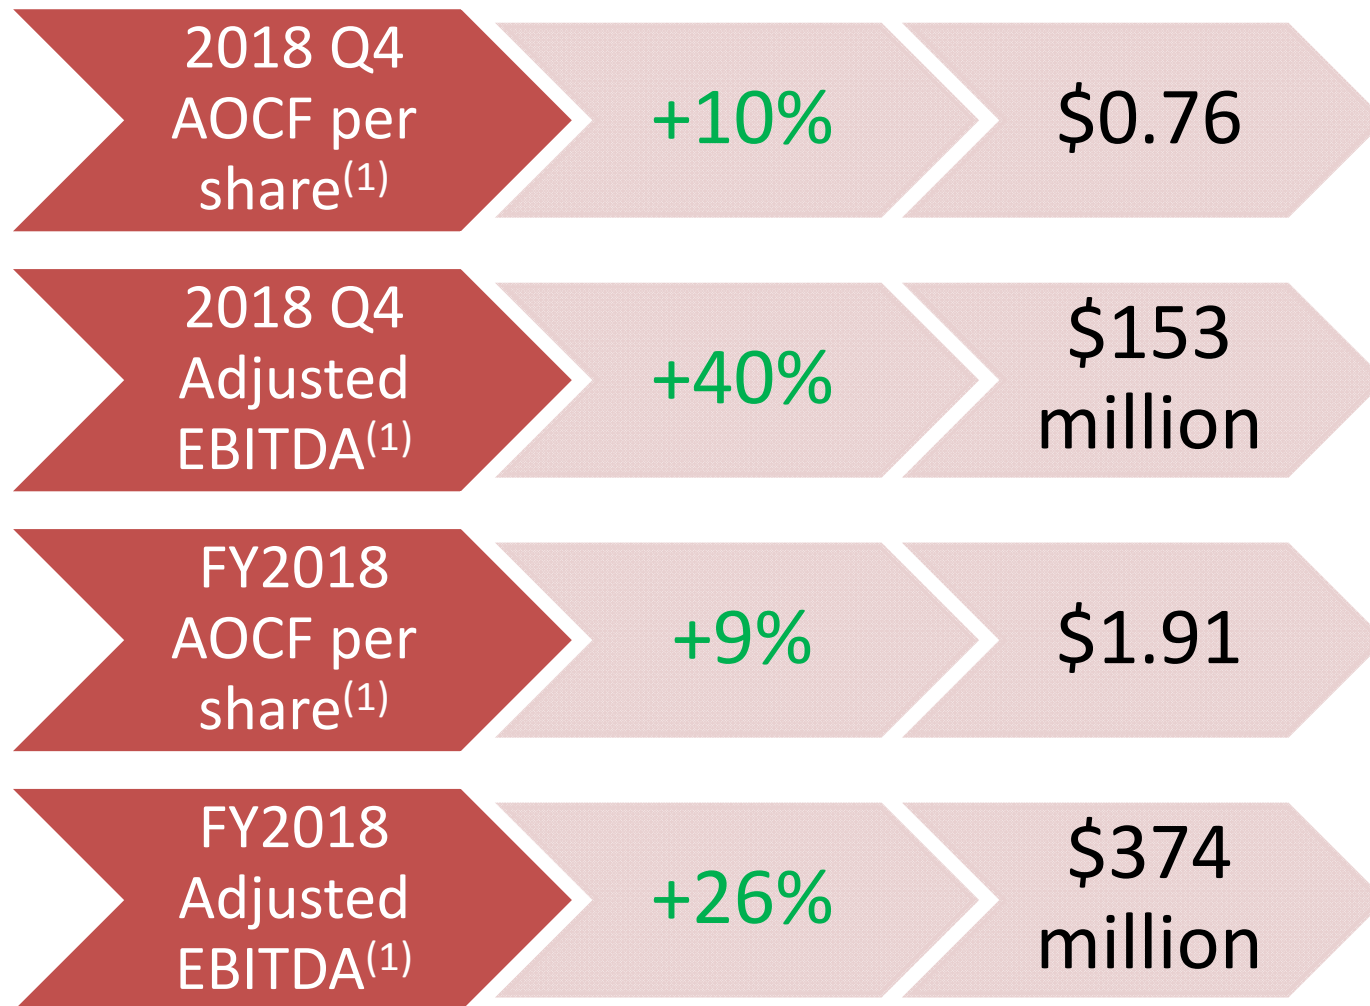 2018 Q4
AOCF per
share(1)
+10%
$0.76
2018 Q4
Adjusted
EBITDA(1)
+40%
$153
million
FY2018
AOCF per
share(1)
+9%
$1.91
FY2018
Adjusted
EBITDA(1)
+26%
$374
million